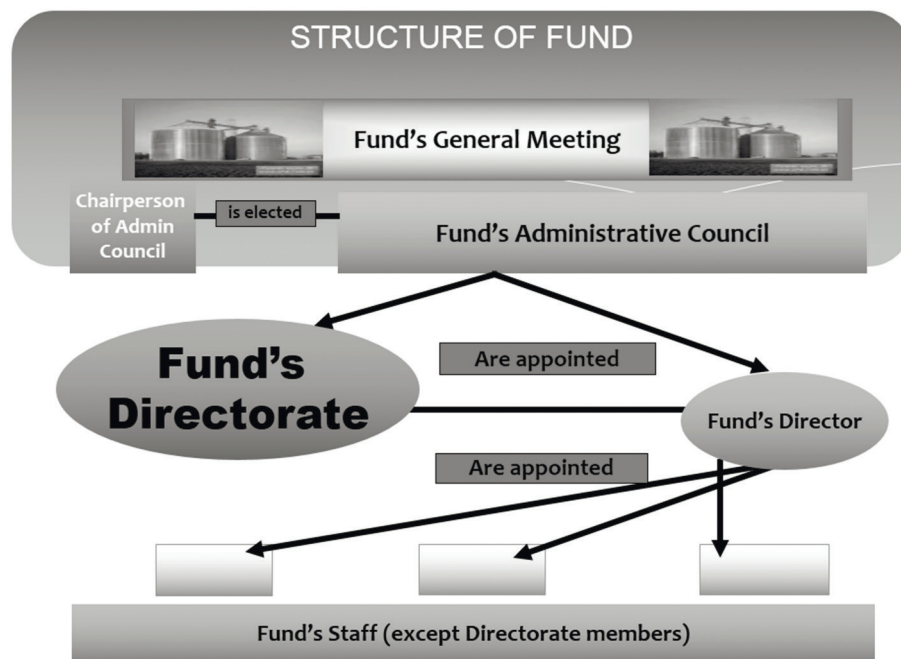 STRUCTURE OF FUND
Fund's General Meeting
Chairperson
of Admin
Council
is elected
Fund's Administrative Council
Fund's
Directorate
Are appointed
Fund's Director
Are appointed
Fund's Staff (except Directorate members)